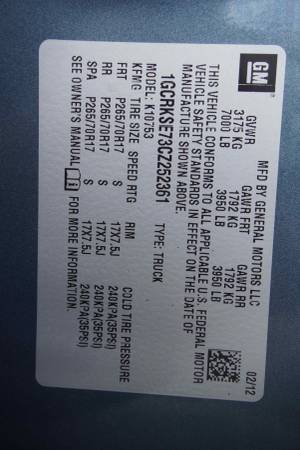 GM
MFD BY GENERAL MOTORS LLC
02/12
GVWR GAWR FRT GAWR RR
3175 KG 1792 KG 1792 KG
7000 LB 3950 LB 3950 LB
THIS VEHICLE CONFORMS TO ALL APPLICABLE U.S. FEDERAL MOTOR
VEHICLE SAFETY STANDARDS IN EFFECT ON THE DATE OF
MANUFACTURE SHOWN ABOVE.
1GCRKSE73CZ252361 TYPE: TRUCK
MODEL: K10753
KFMG TIRE SIZE SPEED RTG RIM COLD TIRE PRESSURE
FRT P265/70R17 S 17X7.5J 240KPA(35PSI)
RR P265/70R17 S 17X7.5J 240KPA(35PSI)
SPA P265/70R17 S 17X7.5J 240KPA(35PSI)
SEE OWNER'S MANUAL FOR MORE INFORMATION.